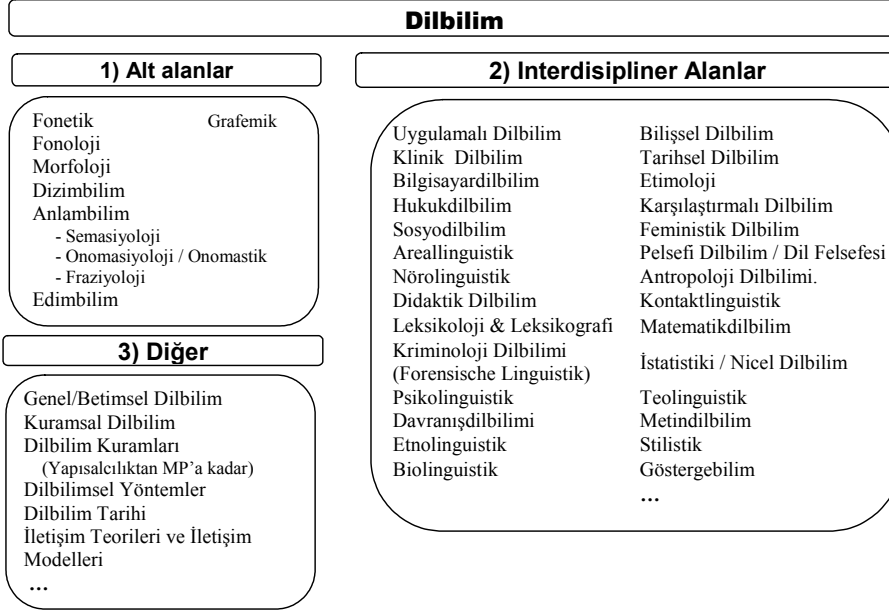 Dilbilim
1) Alt alanlar
Fonetik Grafemik
Fonoloji
Morfoloji
Dizimbilim
Anlambilim
- Semasiyoloji
- Onomasiyoloji / Onomastik
- Fraziyoloji
Edimbilim
3) Diğer
Genel/Betimsel Dilbilim
Kuramsal Dilbilim
Dilbilim Kuramları
(Yapısalcılıktan MP’a kadar)
Dilbilimsel Yöntemler
Dilbilim Tarihi
İletişim Teorileri ve İletişim
Modelleri
…
2) Interdisipliner Alanlar
Uygulamalı Dilbilim
Klinik Dilbilim
Bilgisayardilbilim
Hukukdilbilim
Sosyodilbilim
Areallinguistik
Nörolinguistik
Didaktik Dilbilim
Leksikoloji & Leksikografi
Kriminoloji Dilbilimi
(Forensische Linguistik)
Psikolinguistik
Davranışdilbilimi
Etnolinguistik
Biolinguistik
Bilişsel Dilbilim
Tarihsel Dilbilim
Etimoloji
Karşılaştırmalı Dilbilim
Feministik Dilbilim
Pelsefi Dilbilim / Dil Felsefesi
Antropoloji Dilbilimi.
Kontaktlinguistik
Matematikdilbilim
İstatistiki / Nicel Dilbilim
Teolinguistik
Metindilbilim
Stilistik
Göstergebilim
…